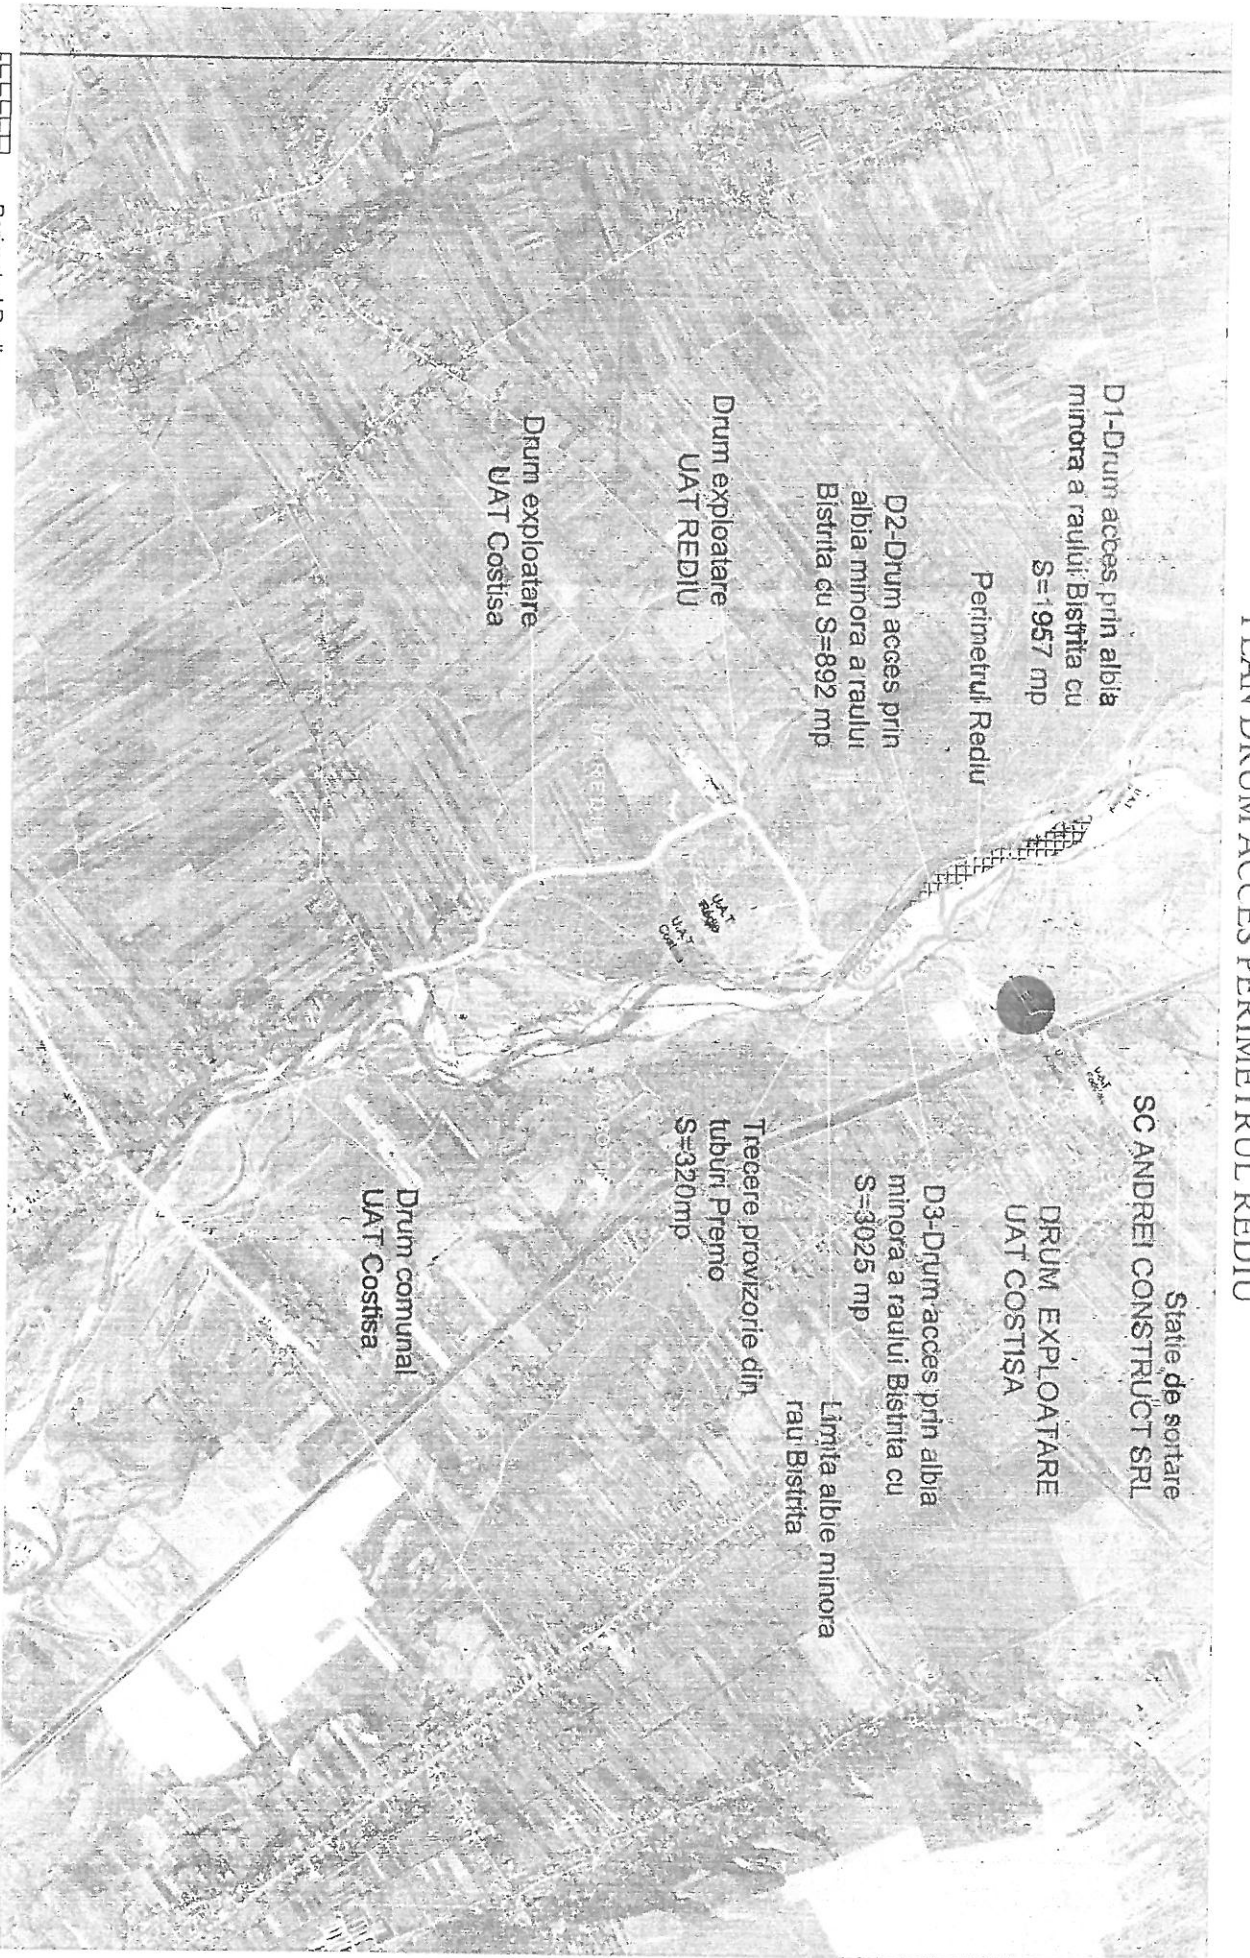 PLAN DRUM ACCES PERIMETRUL REDIU
Statie de sortare
SC ANDREI CONSTRUCT SRL
D1-Drum acces prin albia
minora a raului Bistrita cu
S=1957 mp
DRUM EXPLOATARE
UAT COSTISA
Perimetrul Rediu
D2-Drum acces prin
albia minora a raului
Bistrita cu S=892 mp
D3-Drum acces prin albia
minora a raului Bistrita cu
S=3025 mp
Limita albie minora
rau Bistrita
Drum exploatare
UAT REDIU
Trecere provizorie din
tuburi Premo
S=320mp
Drum exploatare
UAT Costisa
Drum comunal
UAT Costisa
U.A.T
U.A.T